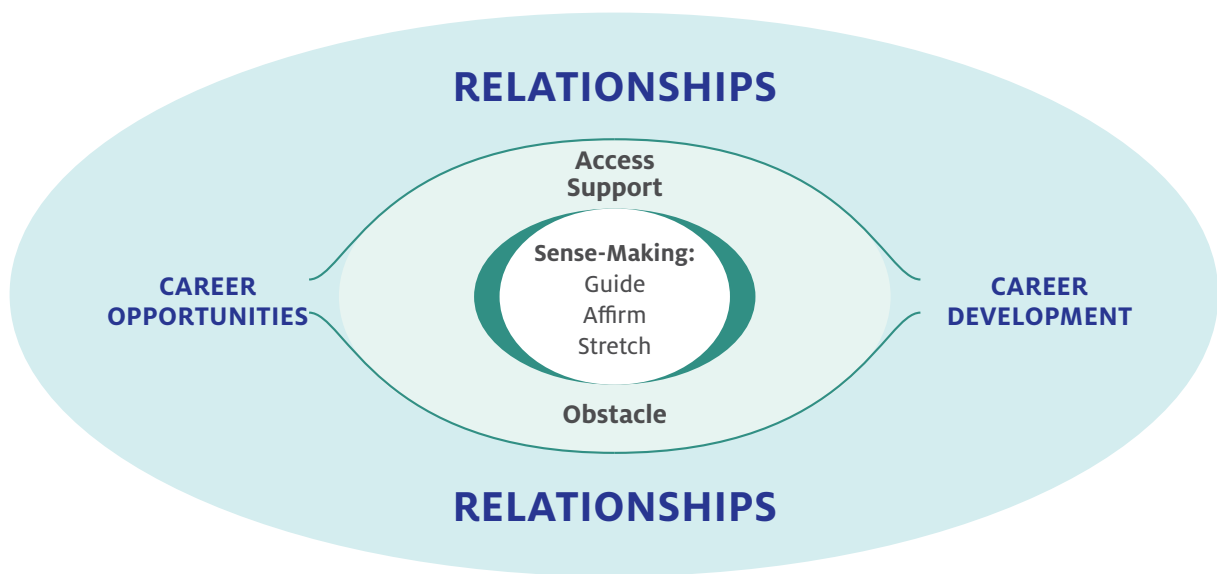 RELATIONSHIPS
Access
Support
Sense-Making:
Guide
Affirm
Stretch
CAREER
OPPORTUNITIES
CAREER
DEVELOPMENT
Obstacle
RELATIONSHIPS